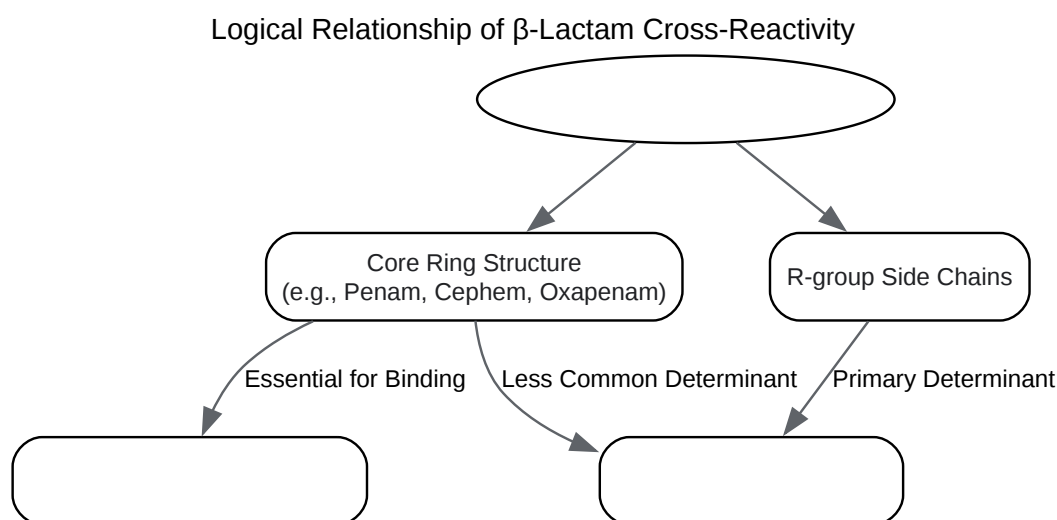 Logical Relationship of β-Lactam Cross-Reactivity
Core Ring Structure
(e.g., Penam, Cephem, Oxapenam)
R-group Side Chains
Essential for Binding
Less Common Determinant
Primary Determinant